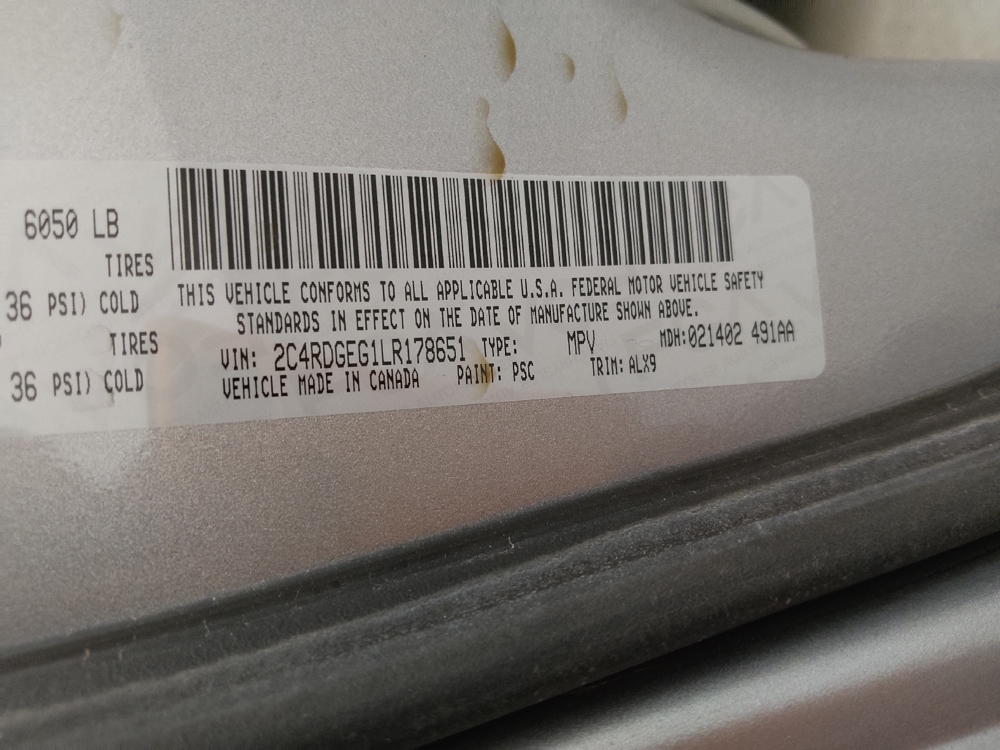 6050 LB
TIRES
36 PSI) COLD
TIRES
36 PSI) COLD
THIS VEHICLE CONFORMS TO ALL APPLICABLE U.S.A. FEDERAL MOTOR VEHICLE SAFETY
STANDARDS IN EFFECT ON THE DATE OF MANUFACTURE SHOWN ABOVE.
VIN: 2C4RDGEG1LR178651 TYPE: MPV MDH:021402 491AA
VEHICLE MADE IN CANADA PAINT: PSC TRIM: ALX9